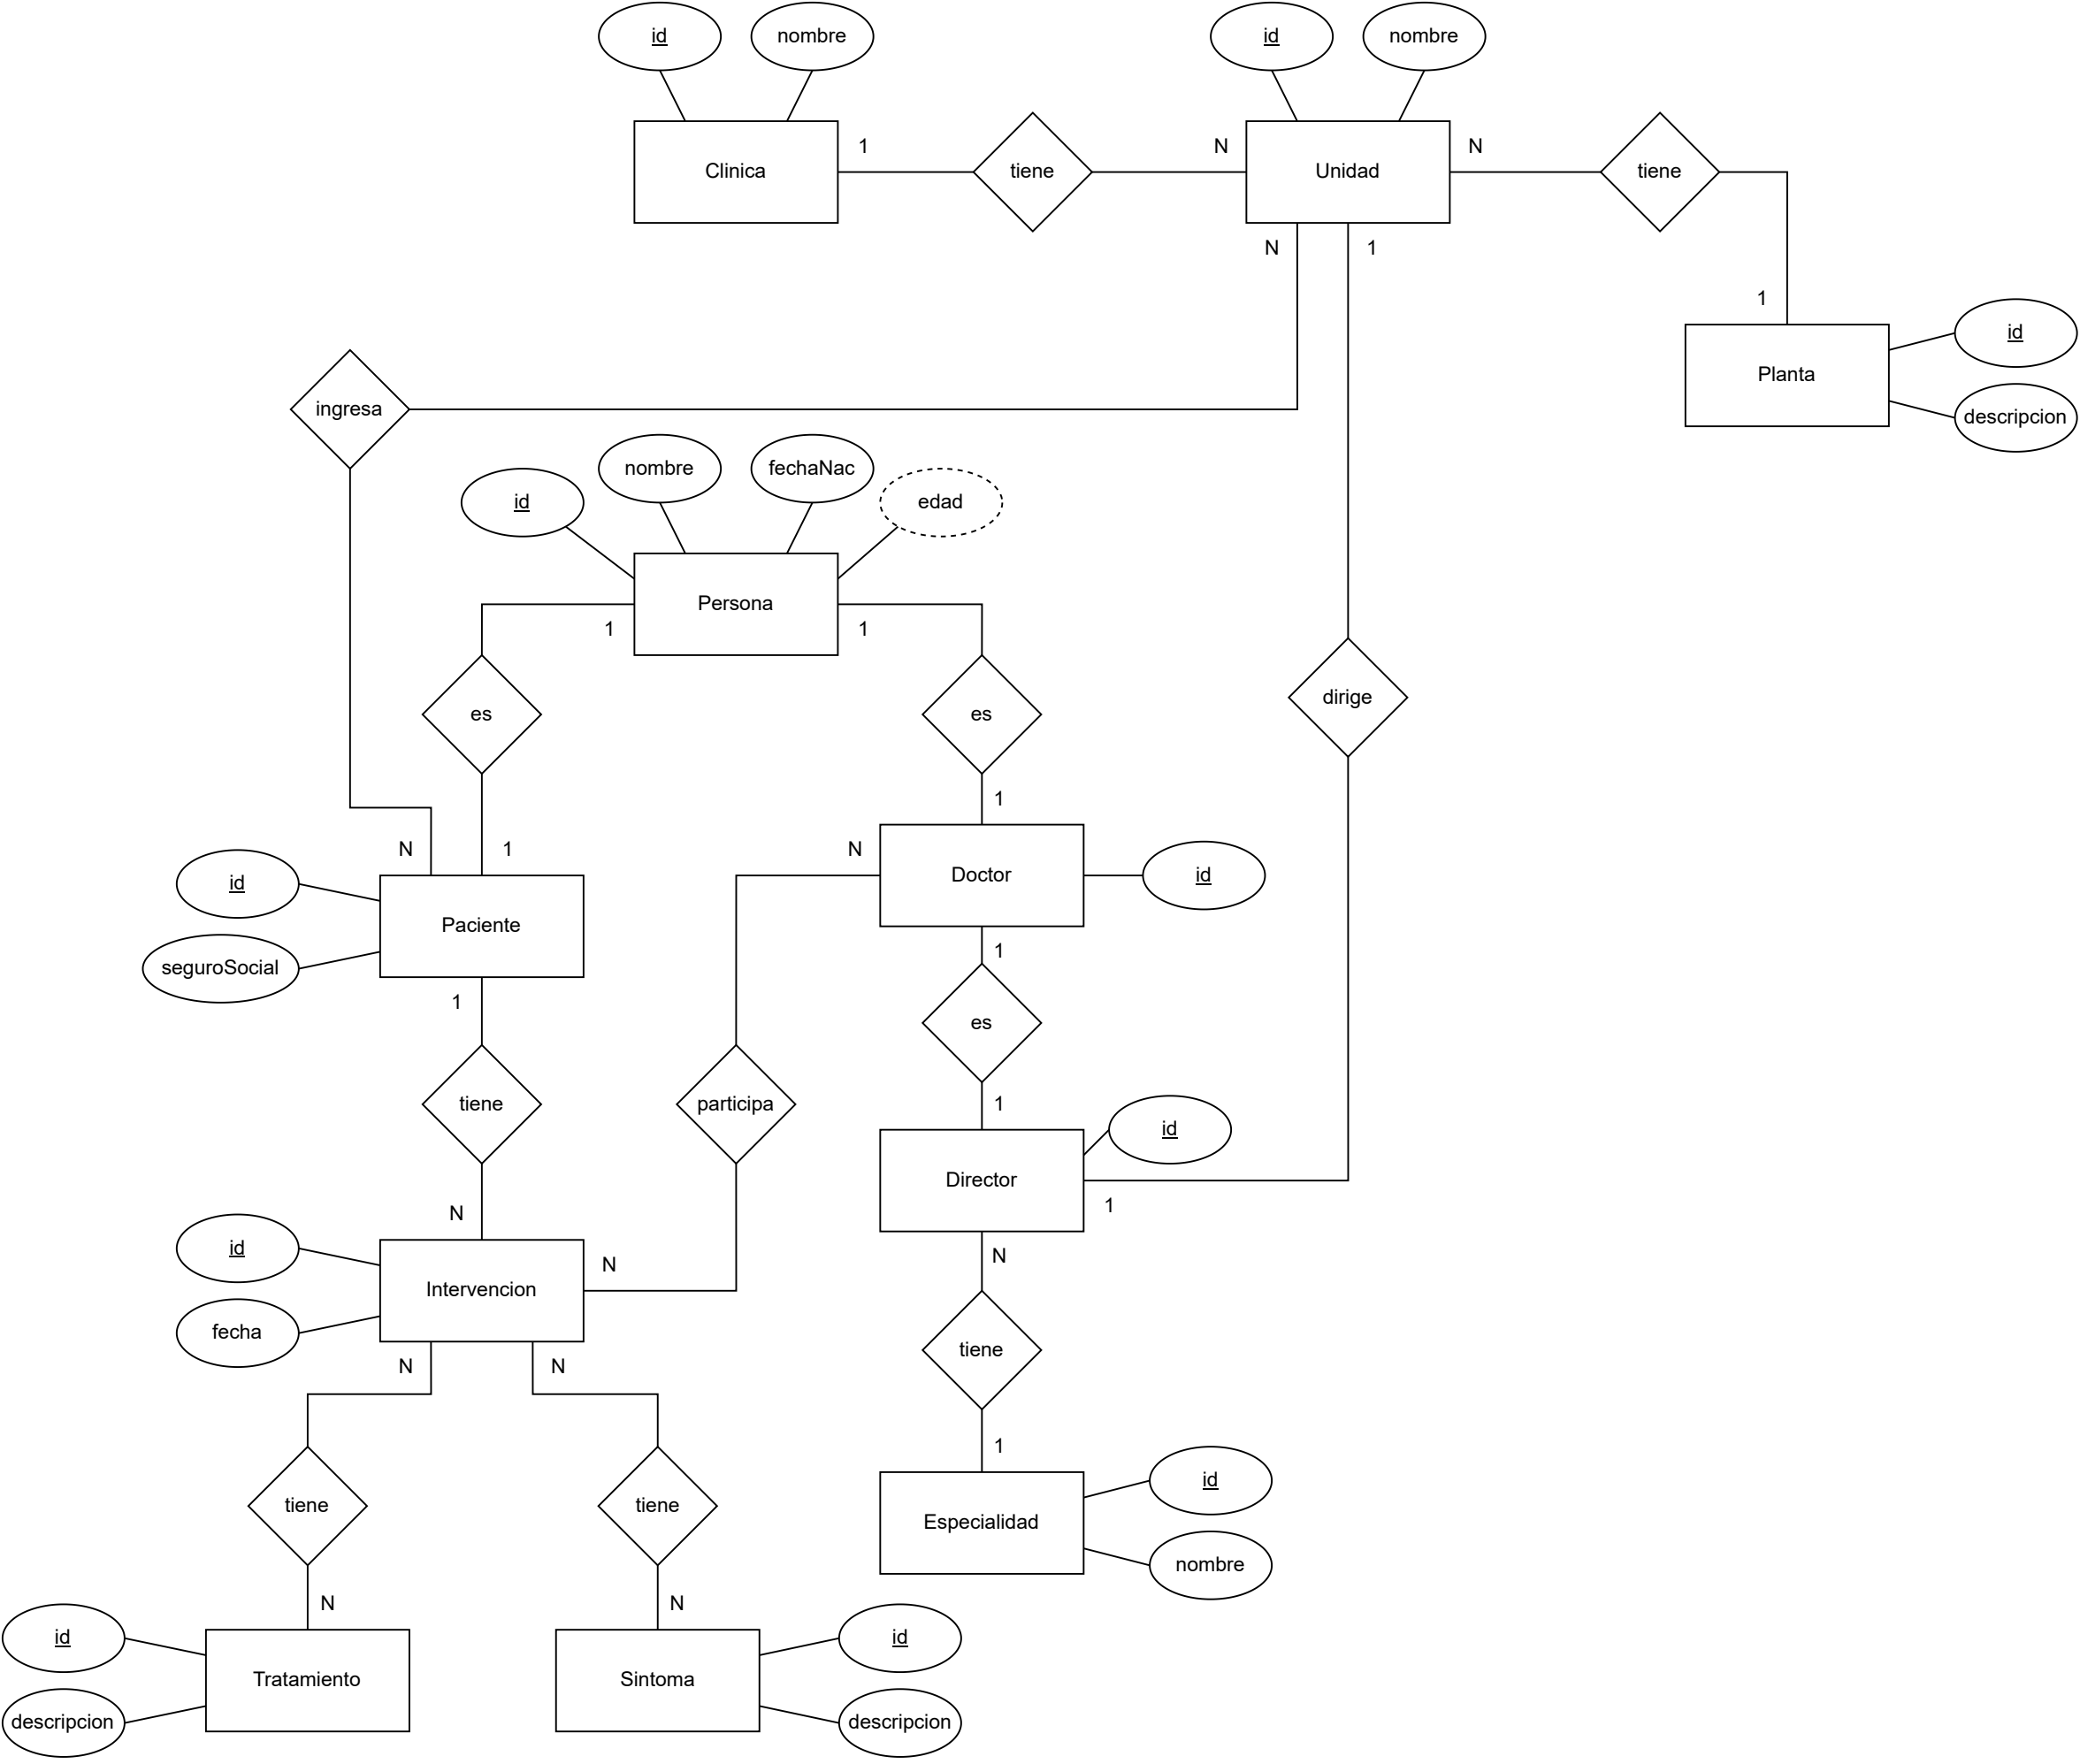 id
nombre
id
nombre
Clinica
1
tiene
N
Unidad
N
tiene
N
1
1
id
Planta
descripcion
ingresa
nombre
fechaNac
id
edad
Persona
1
1
es
es
dirige
1
N
1
N
id
Doctor
id
Paciente
seguroSocial
1
1
es
tiene
participa
1
id
Director
1
N
id
N
N
Intervencion
fecha
tiene
N
N
1
id
tiene
tiene
Especialidad
nombre
N
N
id
id
Tratamiento
Sintoma
descripcion
descripcion